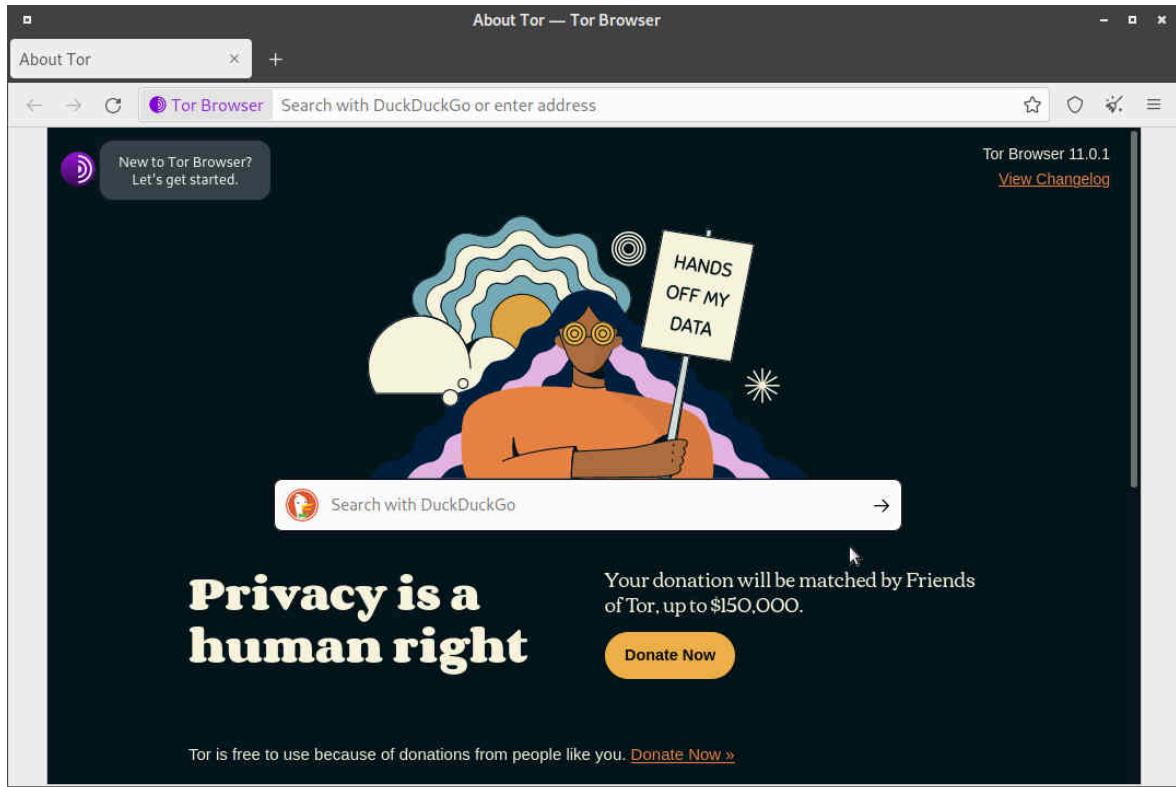 About Tor — Tor Browser
About Tor
Tor Browser
Search with DuckDuckGo or enter address
New to Tor Browser?
Let's get started.
Tor Browser 11.0.1
View Changelog
HANDS
OFF MY
DATA
Search with DuckDuckGo
Privacy is a
human right
Your donation will be matched by Friends
of Tor, up to $150,000.
Donate Now
Tor is free to use because of donations from people like you. Donate Now »